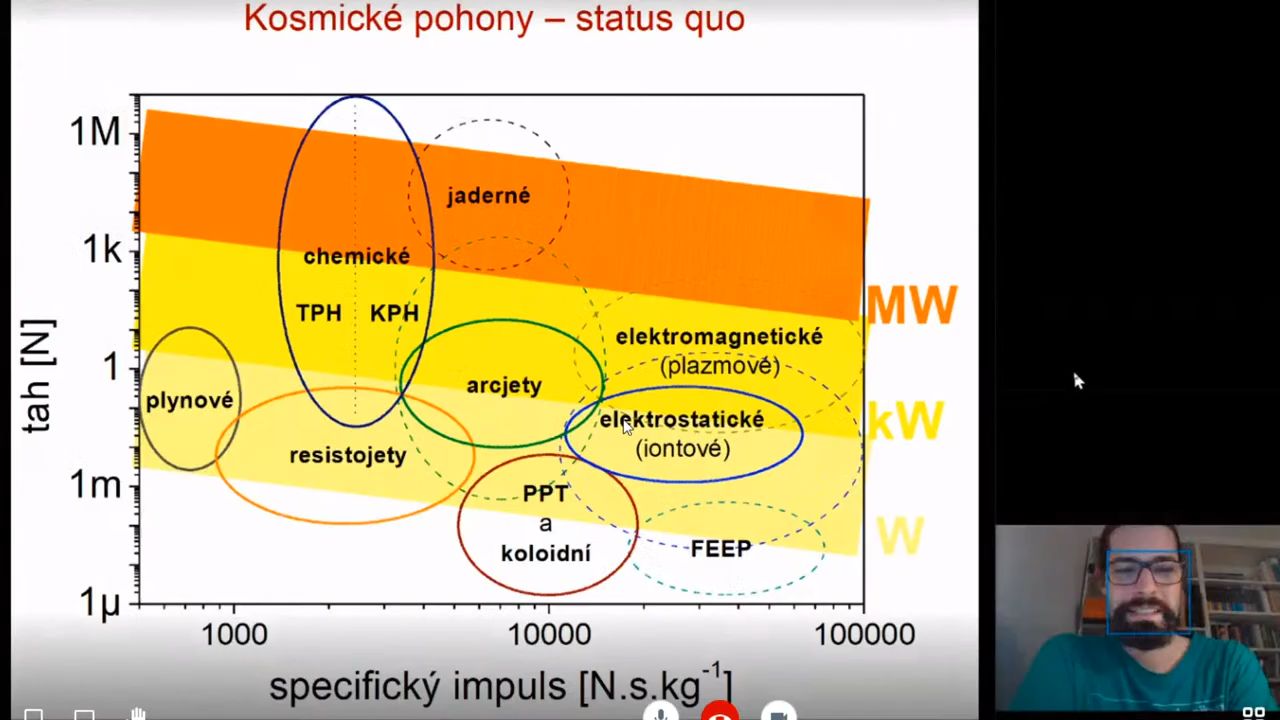 Kosmické pohony – status quo
1M
1k
1
1m
1µ
tah [N]
jaderné
chemické
TPH KPH
elektromagnetické
(plazmové)
arcjety
plynové
elektrostatické
(iontové)
resistojety
PPT
a
koloidní
FEEP
MW
kW
W
1000 10000 100000
specifický impuls [N.s.kg⁻¹]